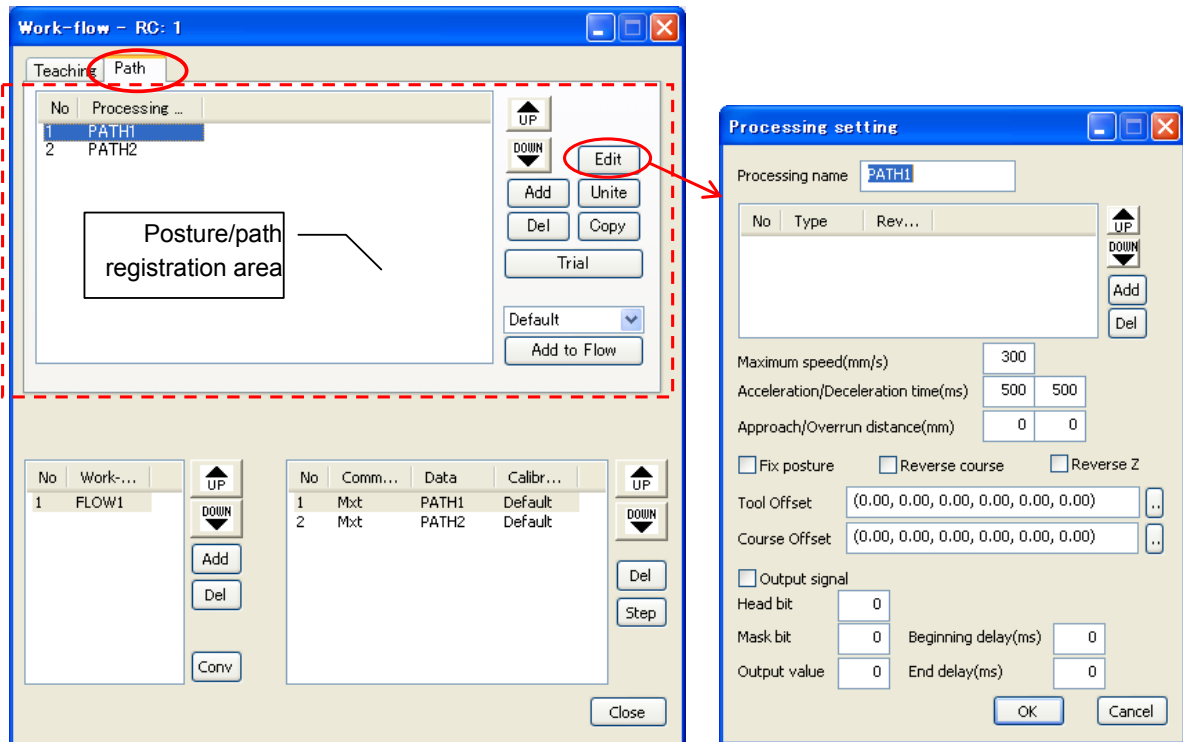 Work-flow - RC: 1
Teaching Path
No Processing ...
1 PATH1
2 PATH2
UP
DOWN
Edit
Add Unite
Del Copy
Trial
Default
Add to Flow
Posture/path
registration area
No Work-...
1 FLOW1
UP
DOWN
Add
Del
Conv
No Comm... Data Calibr...
1 Mxt PATH1 Default
2 Mxt PATH2 Default
UP
DOWN
Del
Step
Close
Processing setting
Processing name PATH1
No Type Rev...
UP
DOWN
Add
Del
Maximum speed(mm/s) 300
Acceleration/Deceleration time(ms) 500 500
Approach/Overrun distance(mm) 0 0
Fix posture Reverse course Reverse Z
Tool Offset (0.00, 0.00, 0.00, 0.00, 0.00, 0.00) ..
Course Offset (0.00, 0.00, 0.00, 0.00, 0.00, 0.00) ..
Output signal
Head bit 0
Mask bit 0 Beginning delay(ms) 0
Output value 0 End delay(ms) 0
OK Cancel